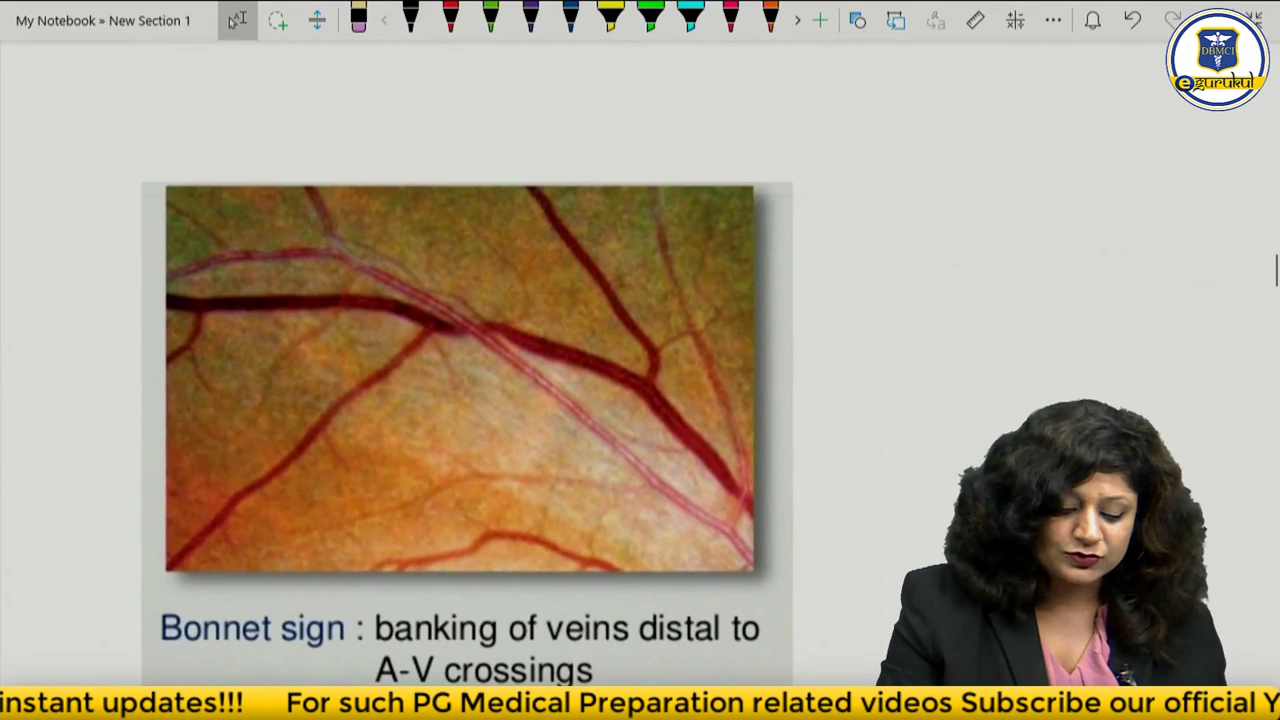 My Notebook » New Section 1
DBMCI
egurukul
Bonnet sign : banking of veins distal to
A-V crossings
instant updates!!! For such PG Medical Preparation related videos Subscribe our official Y